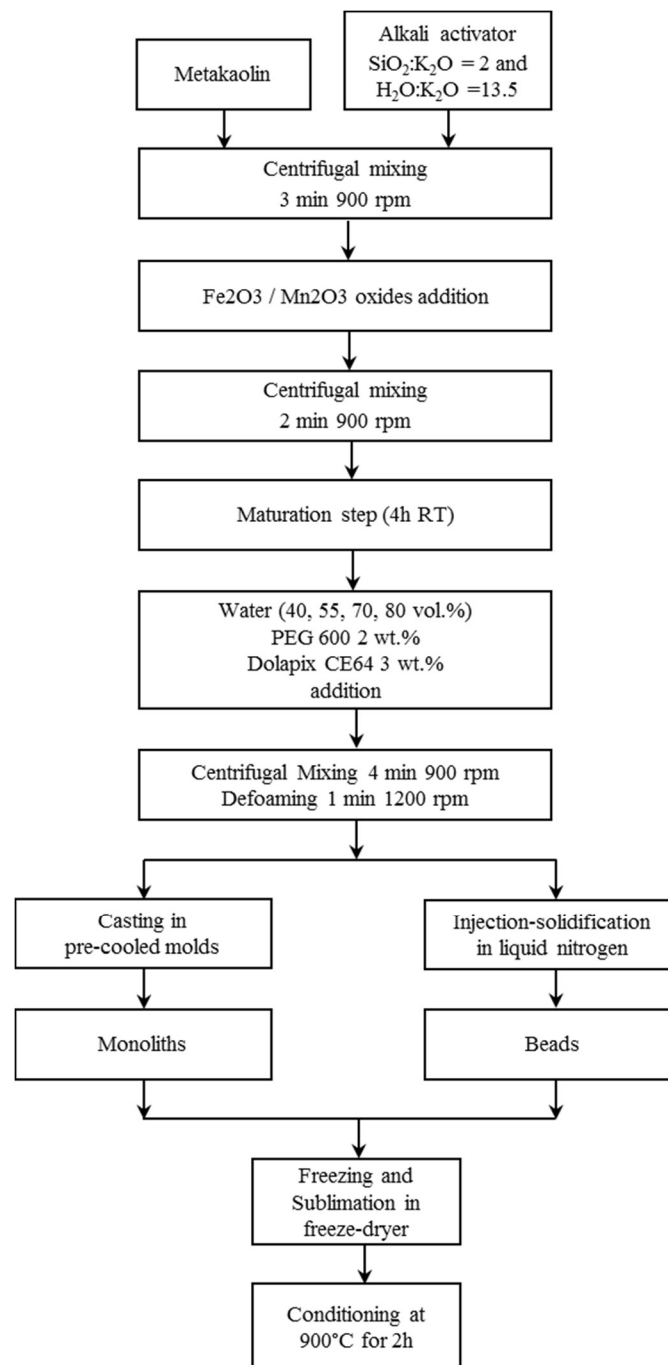 Metakaolin
Alkali activator
SiO₂:K₂O = 2 and
H₂O:K₂O =13.5
Centrifugal mixing
3 min 900 rpm
Fe2O3 / Mn2O3 oxides addition
Centrifugal mixing
2 min 900 rpm
Maturation step (4h RT)
Water (40, 55, 70, 80 vol.%)
PEG 600 2 wt.%
Dolapix CE64 3 wt.%
addition
Centrifugal Mixing 4 min 900 rpm
Defoaming 1 min 1200 rpm
Casting in
pre-cooled molds
Injection-solidification
in liquid nitrogen
Monoliths
Beads
Freezing and
Sublimation in
freeze-dryer
Conditioning at
900°C for 2h